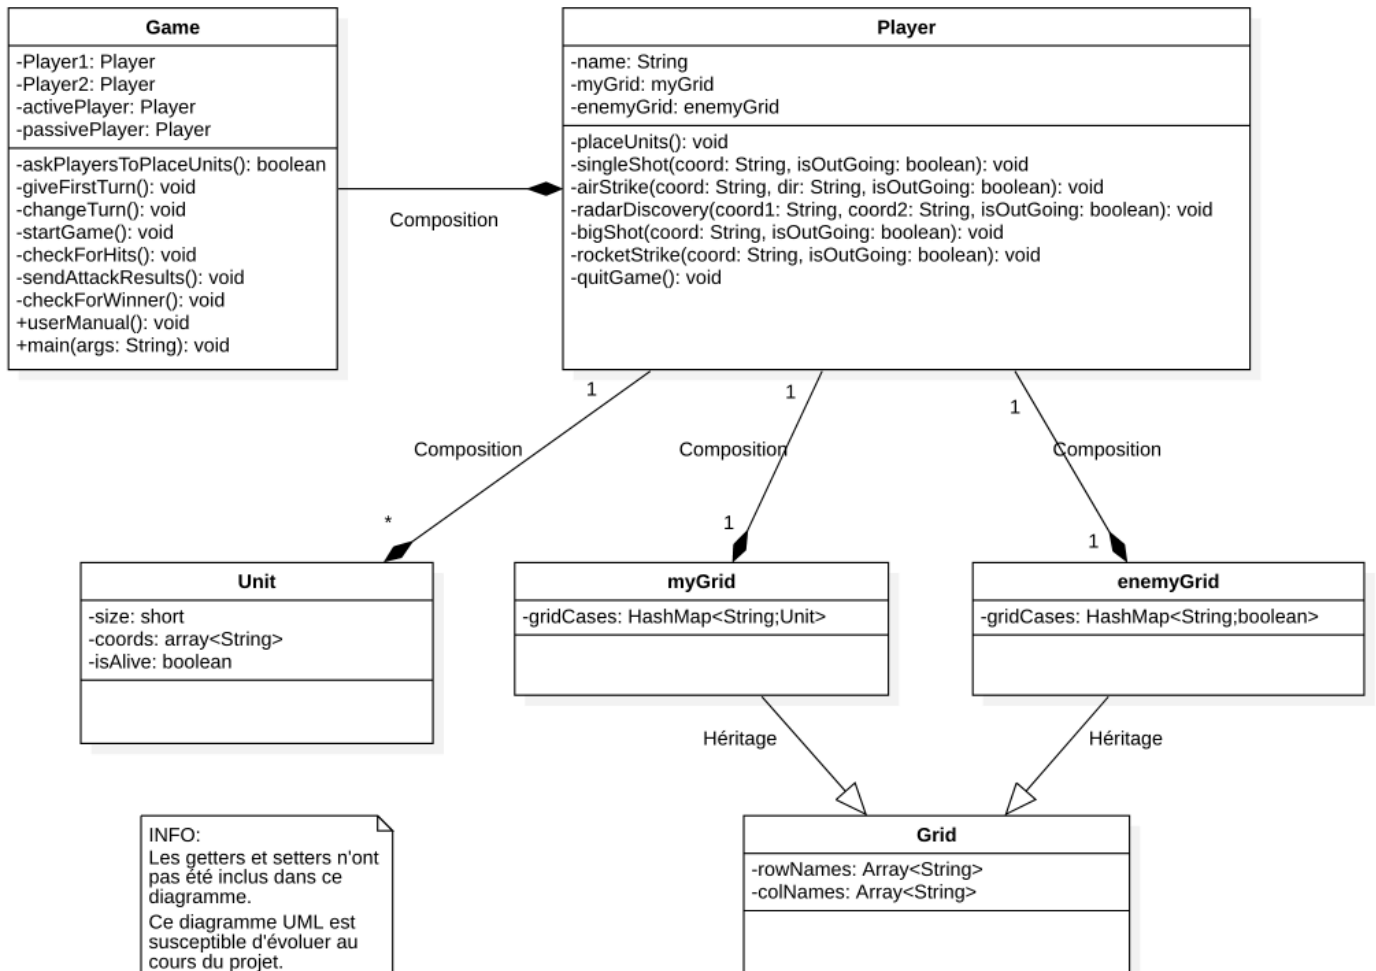 Game
-Player1: Player
-Player2: Player
-activePlayer: Player
-passivePlayer: Player
-askPlayersToPlaceUnits(): boolean
-giveFirstTurn(): void
-changeTurn(): void
-startGame(): void
-checkForHits(): void
-sendAttackResults(): void
-checkForWinner(): void
+userManual(): void
+main(args: String): void
Composition
Player
-name: String
-myGrid: myGrid
-enemyGrid: enemyGrid
-placeUnits(): void
-singleShot(coord: String, isOutGoing: boolean): void
-airStrike(coord: String, dir: String, isOutGoing: boolean): void
-radarDiscovery(coord1: String, coord2: String, isOutGoing: boolean): void
-bigShot(coord: String, isOutGoing: boolean): void
-rocketStrike(coord: String, isOutGoing: boolean): void
-quitGame(): void
1
1
1
Composition
Composition
Composition
*
1
1
Unit
-size: short
-coords: array<String>
-isAlive: boolean
myGrid
-gridCases: HashMap<String;Unit>
enemyGrid
-gridCases: HashMap<String;boolean>
Héritage
Héritage
INFO:
Les getters et setters n'ont
pas été inclus dans ce
diagramme.
Ce diagramme UML est
susceptible d'évoluer au
cours du projet.
Grid
-rowNames: Array<String>
-colNames: Array<String>